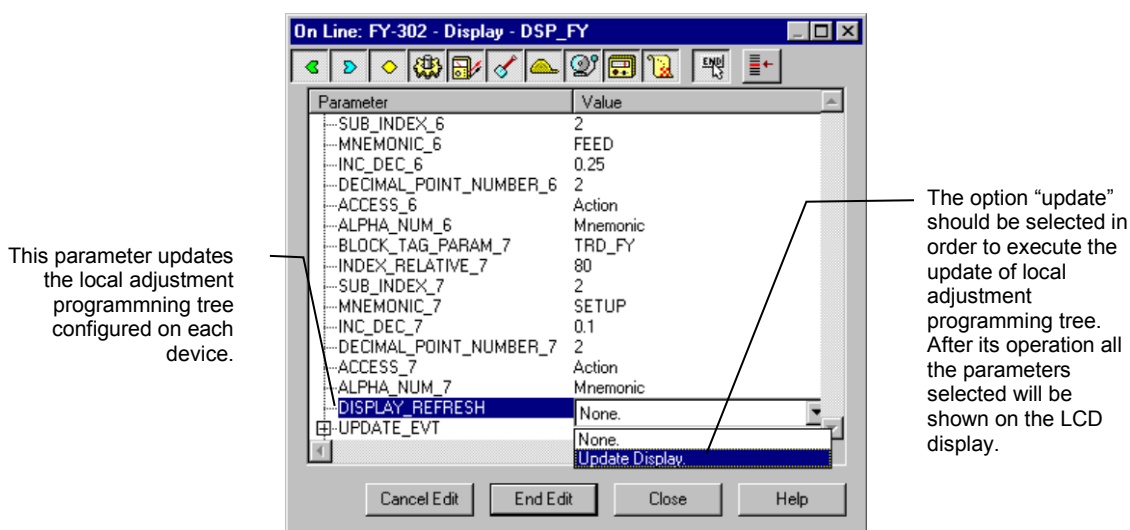 On Line: FY-302 - Display - DSP_FY
END
Parameter Value
SUB_INDEX_6 2
MNEMONIC_6 FEED
INC_DEC_6 0.25
DECIMAL_POINT_NUMBER_6 2
ACCESS_6 Action
ALPHA_NUM_6 Mnemonic
BLOCK_TAG_PARAM_7 TRD_FY
INDEX_RELATIVE_7 80
SUB_INDEX_7 2
MNEMONIC_7 SETUP
INC_DEC_7 0.1
DECIMAL_POINT_NUMBER_7 2
ACCESS_7 Action
ALPHA_NUM_7 Mnemonic
DISPLAY_REFRESH None.
UPDATE_EVT
None.
Update Display.
Cancel Edit End Edit Close Help
This parameter updates
the local adjustment
programmning tree
configured on each
device.
The option “update”
should be selected in
order to execute the
update of local
adjustment
programming tree.
After its operation all
the parameters
selected will be
shown on the LCD
display.